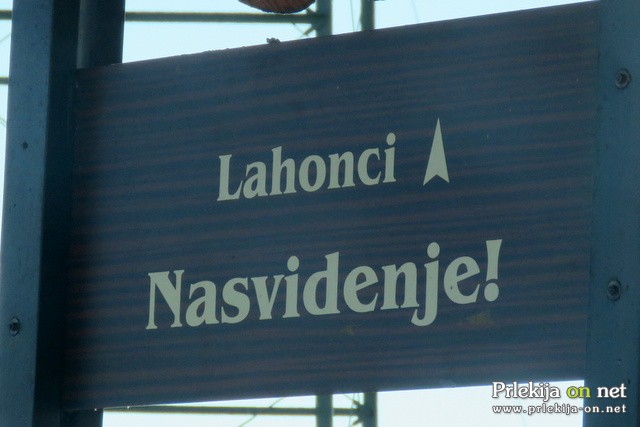 Lahonci
Nasvidenje!
Prlekija on net
www.prlekija-on.net